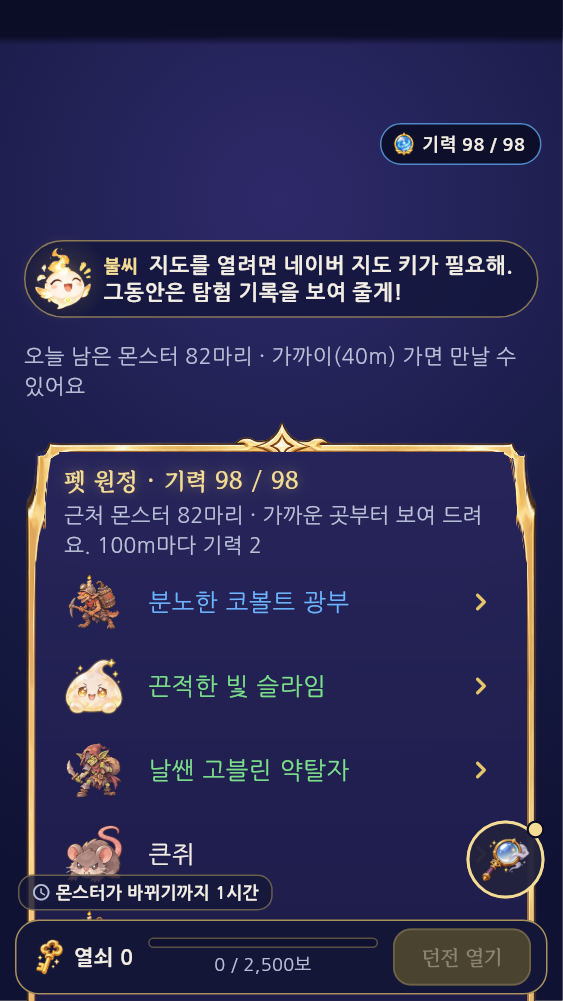 기력 98 / 98
불씨 지도를 열려면 네이버 지도 키가 필요해.
그동안은 탐험 기록을 보여 줄게!
오늘 남은 몬스터 82마리 · 가까이(40m) 가면 만날 수
있어요
펫 원정 · 기력 98 / 98
근처 몬스터 82마리 · 가까운 곳부터 보여 드려
요. 100m마다 기력 2
분노한 코볼트 광부
끈적한 빛 슬라임
날쌘 고블린 약탈자
큰쥐
몬스터가 바뀌기까지 1시간
열쇠 0
0 / 2,500보
던전 열기